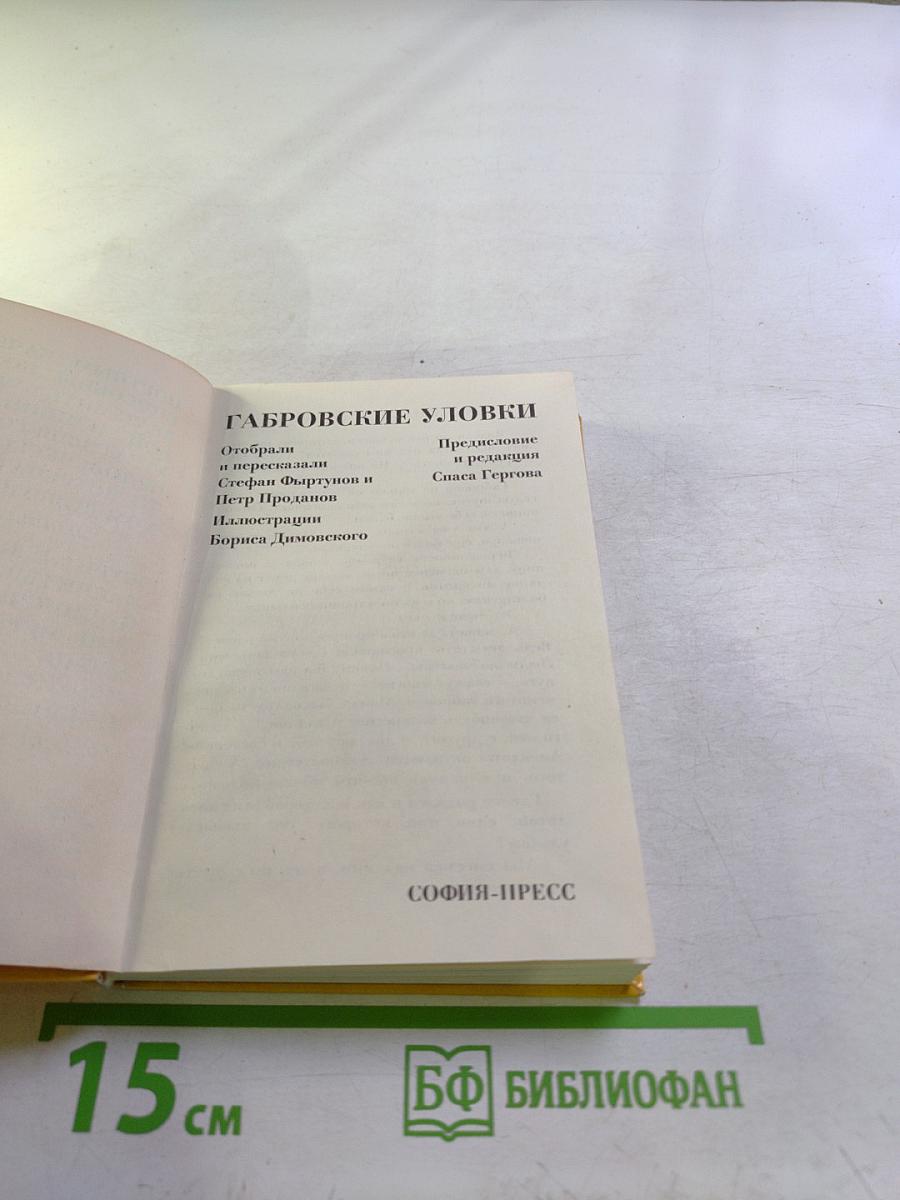 ГАБРОВСКИЕ УЛОВКИ
Отобрали
и пересказали
Стефан Фыртунов и
Петр Проданов
Иллюстрации
Бориса Димовского
Предисловие
и редакция
Спаса Гергова
СОФИЯ-ПРЕСС
15 см
БФ БИБЛИОФАН